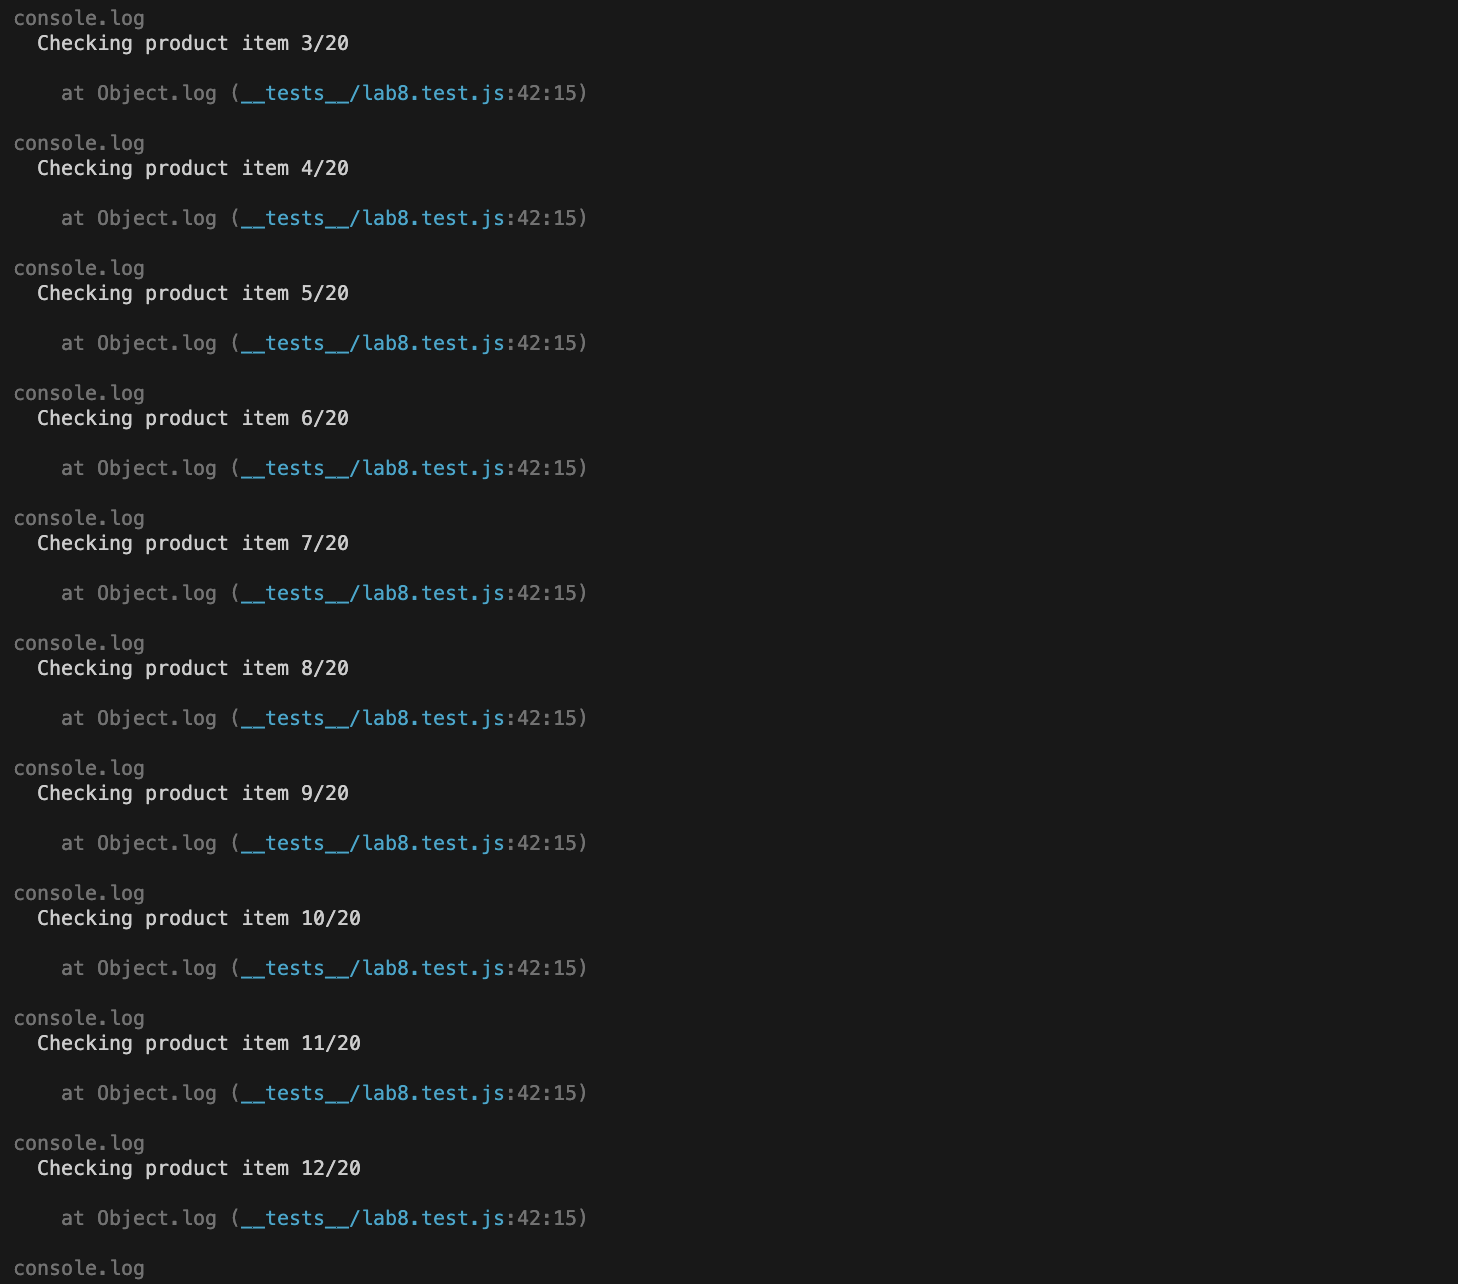 console.log
Checking product item 3/20
at Object.log (__tests__/lab8.test.js:42:15)
console.log
Checking product item 4/20
at Object.log (__tests__/lab8.test.js:42:15)
console.log
Checking product item 5/20
at Object.log (__tests__/lab8.test.js:42:15)
console.log
Checking product item 6/20
at Object.log (__tests__/lab8.test.js:42:15)
console.log
Checking product item 7/20
at Object.log (__tests__/lab8.test.js:42:15)
console.log
Checking product item 8/20
at Object.log (__tests__/lab8.test.js:42:15)
console.log
Checking product item 9/20
at Object.log (__tests__/lab8.test.js:42:15)
console.log
Checking product item 10/20
at Object.log (__tests__/lab8.test.js:42:15)
console.log
Checking product item 11/20
at Object.log (__tests__/lab8.test.js:42:15)
console.log
Checking product item 12/20
at Object.log (__tests__/lab8.test.js:42:15)
console.log